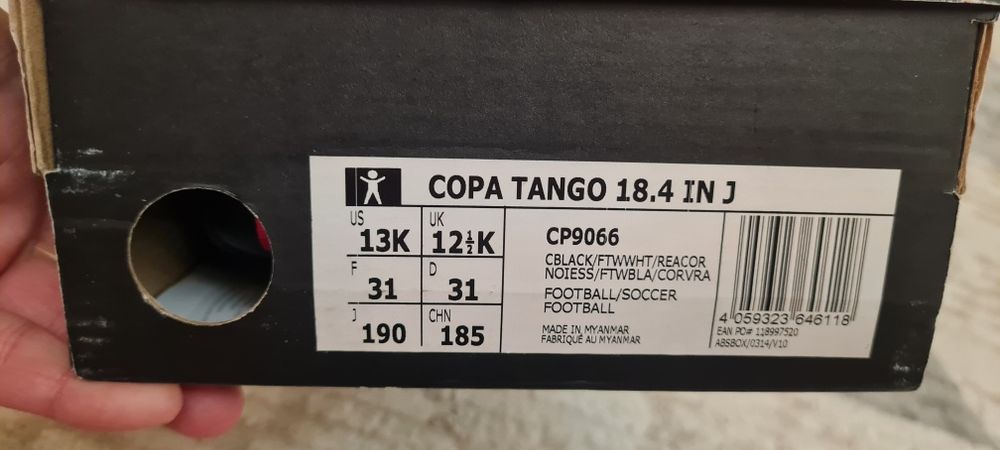 COPA TANGO 18.4 IN J
US 13K UK 12½K
F 31 D 31
J 190 CHN 185
CP9066
CBLACK/FTWWHT/REACOR
NOIESS/FTWBLA/CORVRA
FOOTBALL/SOCCER
FOOTBALL
MADE IN MYANMAR
FABRIQUÉ AU MYANMAR
4 059323 646118
EAN PO# 118997520
ABSBOX/0314/V10